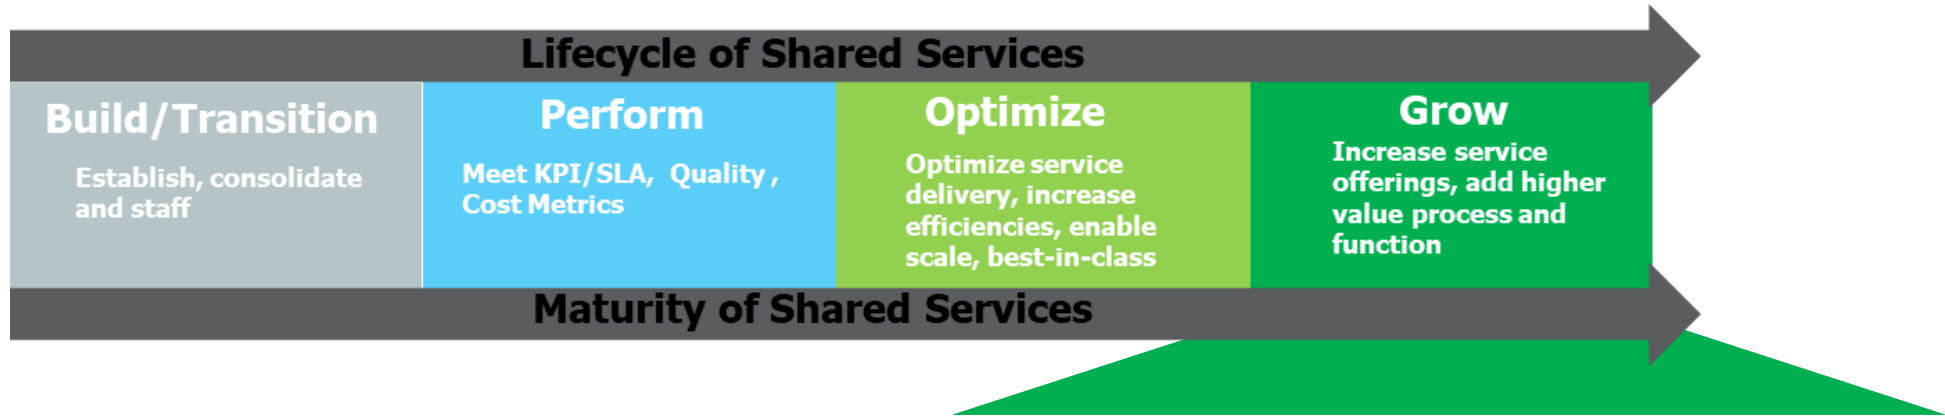 Lifecycle of Shared Services
Build/Transition
Establish, consolidate
and staff
Perform
Meet KPI/SLA, Quality ,
Cost Metrics
Optimize
Optimize service
delivery, increase
efficiencies, enable
scale, best-in-class
Grow
Increase service
offerings, add higher
value process and
function
Maturity of Shared Services